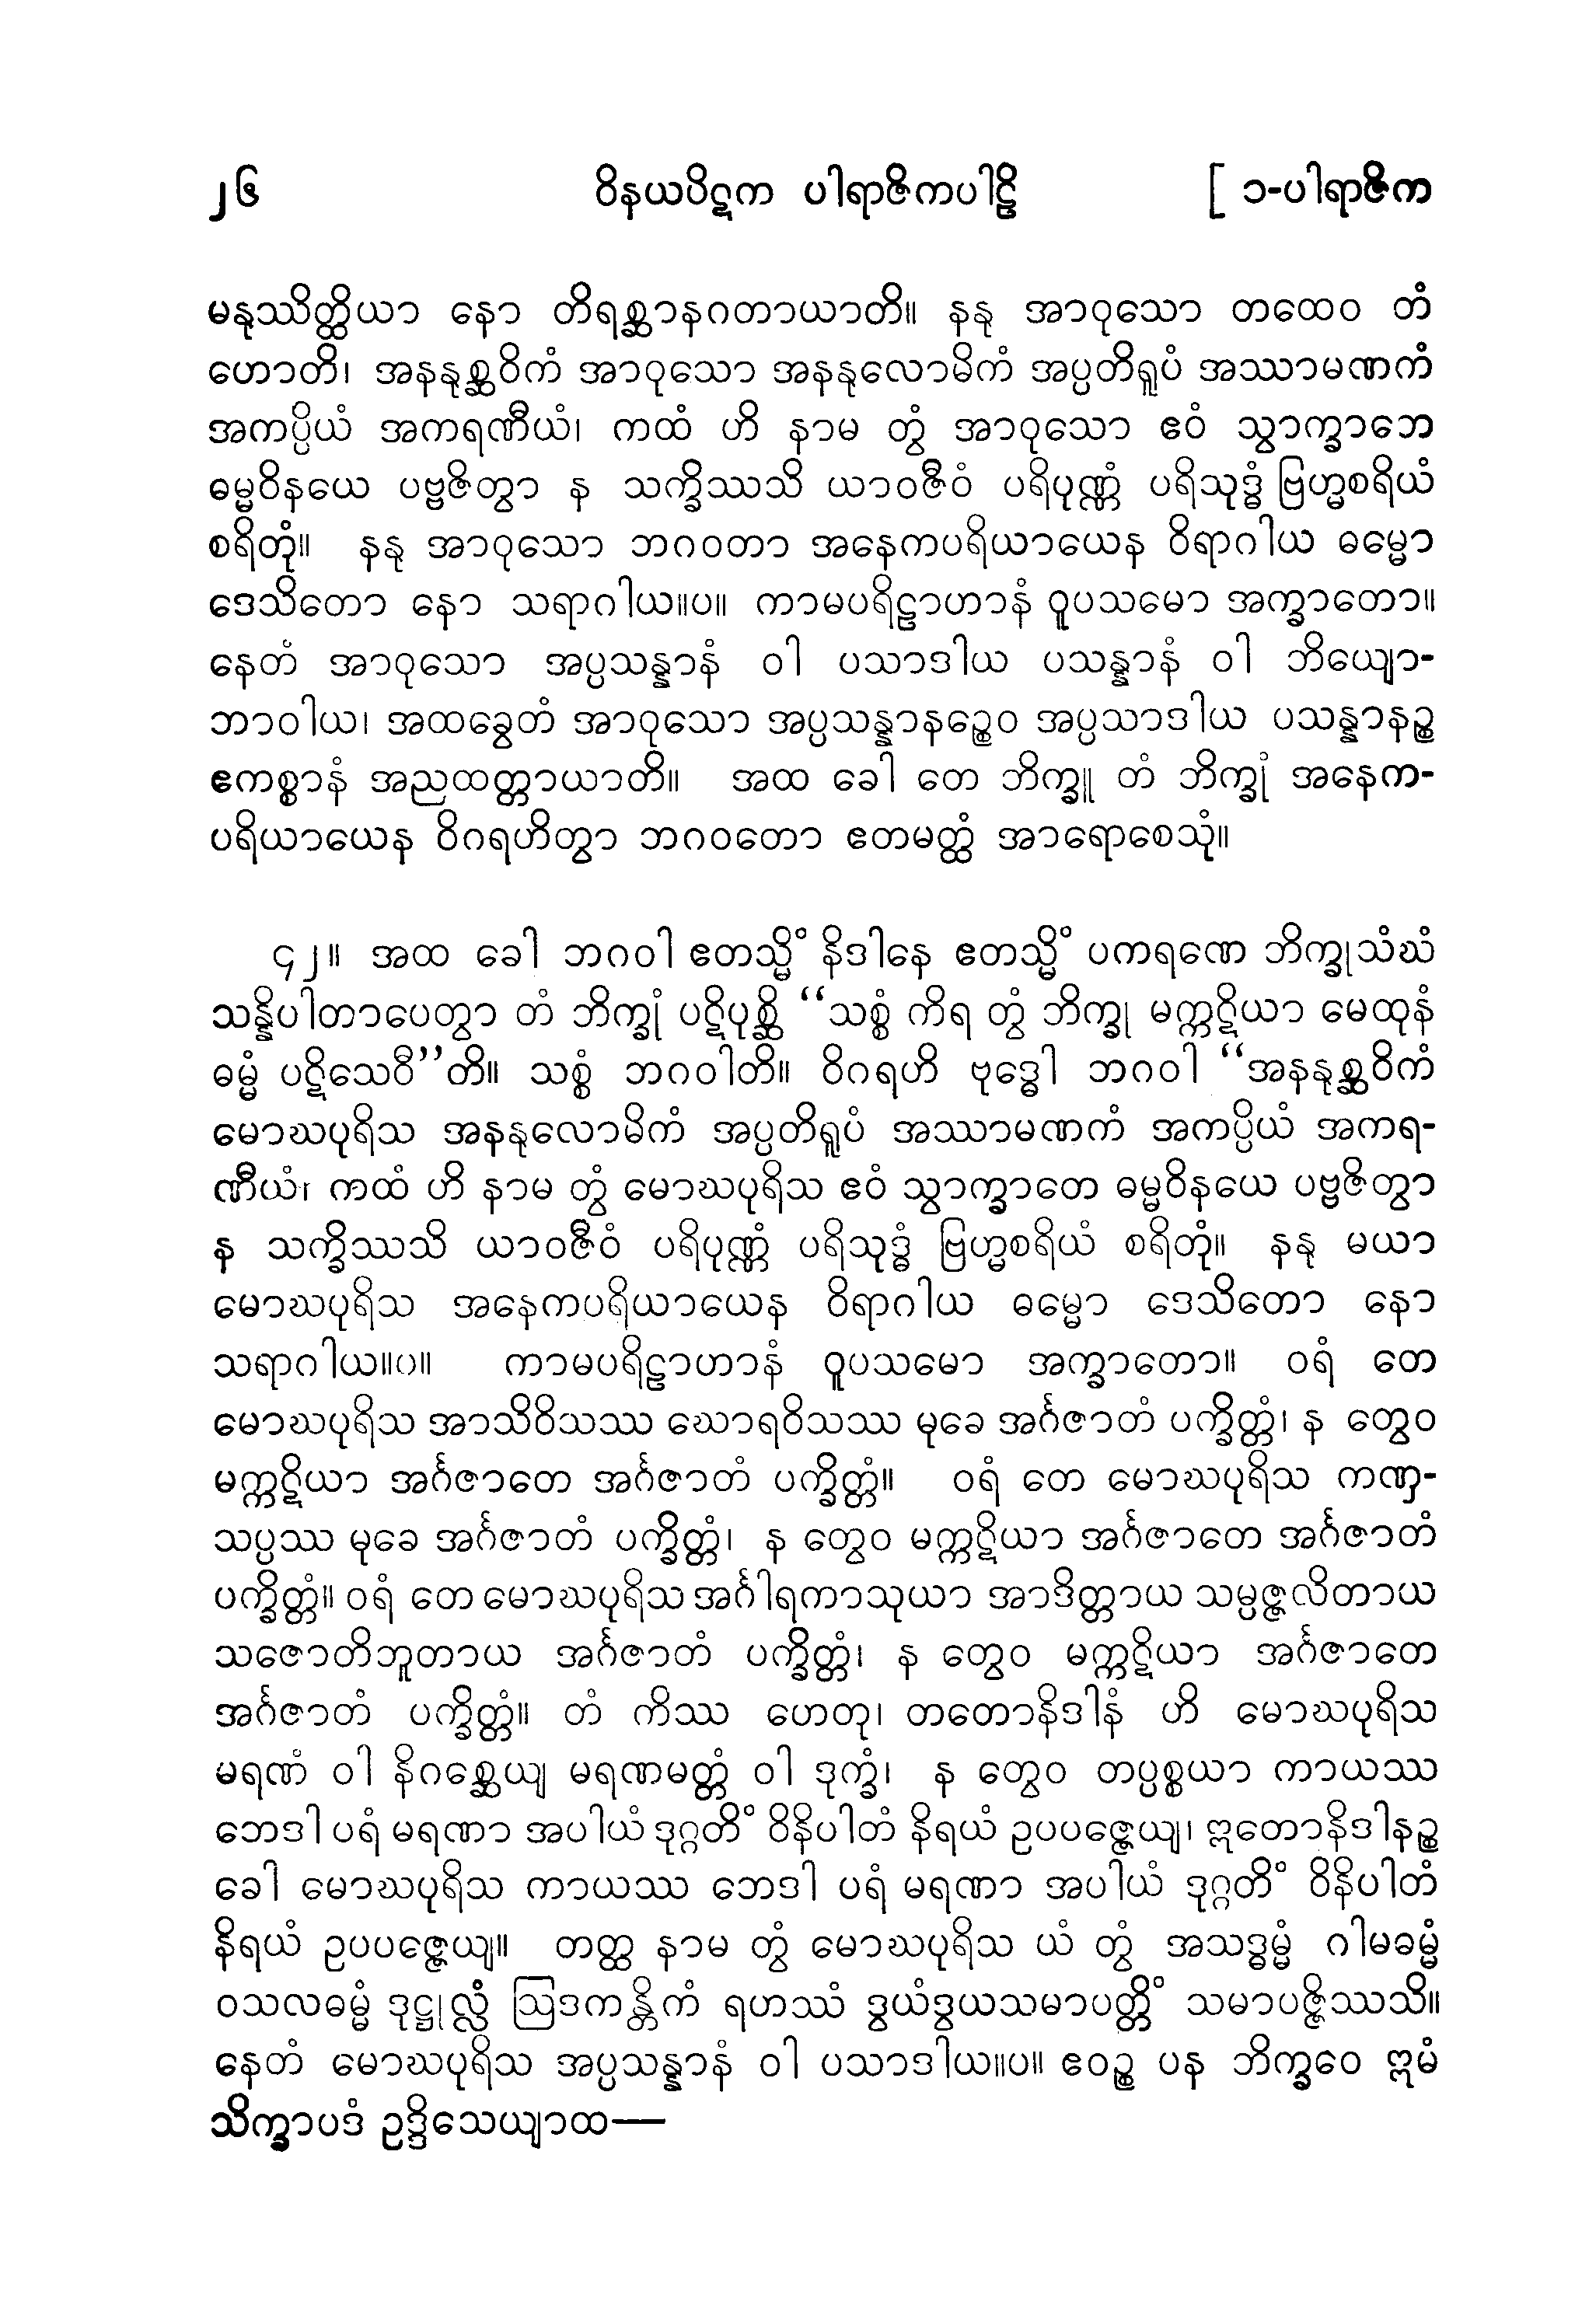 ၂၆ ဝိနယပိဋက ပါရာဇိကပါဠိ [ ၁-ပါရာဇိက
မနုဿိတ္ထိယာ နော တိရစ္ဆာနဂတာယာတိ။ နနု အာဝုသော တထေဝ တံ
ဟောတိ၊ အနနုစ္ဆဝိကံ အာဝုသော အနနုလောမိကံ အပ္ပတိရူပံ အဿာမဏကံ
အကပ္ပိယံ အကရဏီယံ၊ ကထံ ဟိ နာမ တွံ အာဝုသော ဧဝံ သွာက္ခာဘေ
ဓမ္မဝိနယေ ပဗ္ဗဇိတွာ န သက္ခိဿသိ ယာဝဇီဝံ ပရိပုဏ္ဏံ ပရိသုဒ္ဓံ ဗြဟ္မစရိယံ
စရိတုံ။ နနု အာဝုသော ဘဂဝတာ အနေကပရိယာယေန ဝိရာဂါယ ဓမ္မော
ဒေသိတော နော သရာဂါယ။ပ။ ကာမပရိဠာဟာနံ ဝူပသမော အက္ခာတော။
နေတံ အာဝုသော အပ္ပသန္နာနံ ဝါ ပသာဒါယ ပသန္နာနံ ဝါ ဘိယျော-
ဘာဝါယ၊ အထခွေတံ အာဝုသော အပ္ပသန္နာနဉ္စေဝ အပ္ပသာဒါယ ပသန္နာနဉ္စ
ဧကစ္စာနံ အညထတ္တာယာတိ။ အထ ခေါ တေ ဘိက္ခူ တံ ဘိက္ခုံ အနေက-
ပရိယာယေန ဝိဂရဟိတွာ ဘဂဝတော ဧတမတ္ထံ အာရောစေသုံ။
၄၂။ အထ ခေါ ဘဂဝါ ဧတသ္မိံ နိဒါနေ ဧတသ္မိံ ပကရဏေ ဘိက္ခုသံဃံ
သန္နိပါတာပေတွာ တံ ဘိက္ခုံ ပဋိပုစ္ဆိ “သစ္စံ ကိရ တွံ ဘိက္ခု မက္ကဋိယာ မေထုနံ
ဓမ္မံ ပဋိသေဝီ”တိ။ သစ္စံ ဘဂဝါတိ။ ဝိဂရဟိ ဗုဒ္ဓေါ ဘဂဝါ “အနနုစ္ဆဝိကံ
မောဃပုရိသ အနနုလောမိကံ အပ္ပတိရူပံ အဿာမဏကံ အကပ္ပိယံ အကရ-
ဏီယံ၊ ကထံ ဟိ နာမ တွံ မောဃပုရိသ ဧဝံ သွာက္ခာတေ ဓမ္မဝိနယေ ပဗ္ဗဇိတွာ
န သက္ခိဿသိ ယာဝဇီဝံ ပရိပုဏ္ဏံ ပရိသုဒ္ဓံ ဗြဟ္မစရိယံ စရိတုံ။ နနု မယာ
မောဃပုရိသ အနေကပရိယာယေန ဝိရာဂါယ ဓမ္မော ဒေသိတော နော
သရာဂါယ။ပ။ ကာမပရိဠာဟာနံ ဝူပသမော အက္ခာတော။ ဝရံ တေ
မောဃပုရိသ အာသိဝိသဿ ဃောရဝိသဿ မုခေ အင်္ဂဇာတံ ပက္ခိတ္တံ၊ န တွေဝ
မက္ကဋိယာ အင်္ဂဇာတေ အင်္ဂဇာတံ ပက္ခိတ္တံ။ ဝရံ တေ မောဃပုရိသ ကဏှ-
သပ္ပဿ မုခေ အင်္ဂဇာတံ ပက္ခိတ္တံ၊ န တွေဝ မက္ကဋိယာ အင်္ဂဇာတေ အင်္ဂဇာတံ
ပက္ခိတ္တံ။ ဝရံ တေ မောဃပုရိသ အင်္ဂါရကာသုယာ အာဒိတ္တာယ သမ္ပဇ္ဇလိတာယ
သဇောတိဘူတာယ အင်္ဂဇာတံ ပက္ခိတ္တံ၊ န တွေဝ မက္ကဋိယာ အင်္ဂဇာတေ
အင်္ဂဇာတံ ပက္ခိတ္တံ။ တံ ကိဿ ဟေတု၊ တတောနိဒါနံ ဟိ မောဃပုရိသ
မရဏံ ဝါ နိဂစ္ဆေယျ မရဏမတ္တံ ဝါ ဒုက္ခံ၊ န တွေဝ တပ္ပစ္စယာ ကာယဿ
ဘေဒါ ပရံ မရဏာ အပါယံ ဒုဂ္ဂတိံ ဝိနိပါတံ နိရယံ ဥပပဇ္ဇေယျ၊ ဣတောနိဒါနဉ္စ
ခေါ မောဃပုရိသ ကာယဿ ဘေဒါ ပရံ မရဏာ အပါယံ ဒုဂ္ဂတိံ ဝိနိပါတံ
နိရယံ ဥပပဇ္ဇေယျ။ တတ္ထ နာမ တွံ မောဃပုရိသ ယံ တွံ အသဒ္ဓမ္မံ ဂါမဓမ္မံ
ဝသလဓမ္မံ ဒုဋ္ဌုလ္လံ ဩဒကန္တိကံ ရဟဿံ ဒွယံဒွယသမာပတ္တိံ သမာပဇ္ဇိဿသိ။
နေတံ မောဃပုရိသ အပ္ပသန္နာနံ ဝါ ပသာဒါယ။ပ။ ဧဝဉ္စ ပန ဘိက္ခဝေ ဣမံ
သိက္ခာပဒံ ဥဒ္ဒိသေယျာထ—